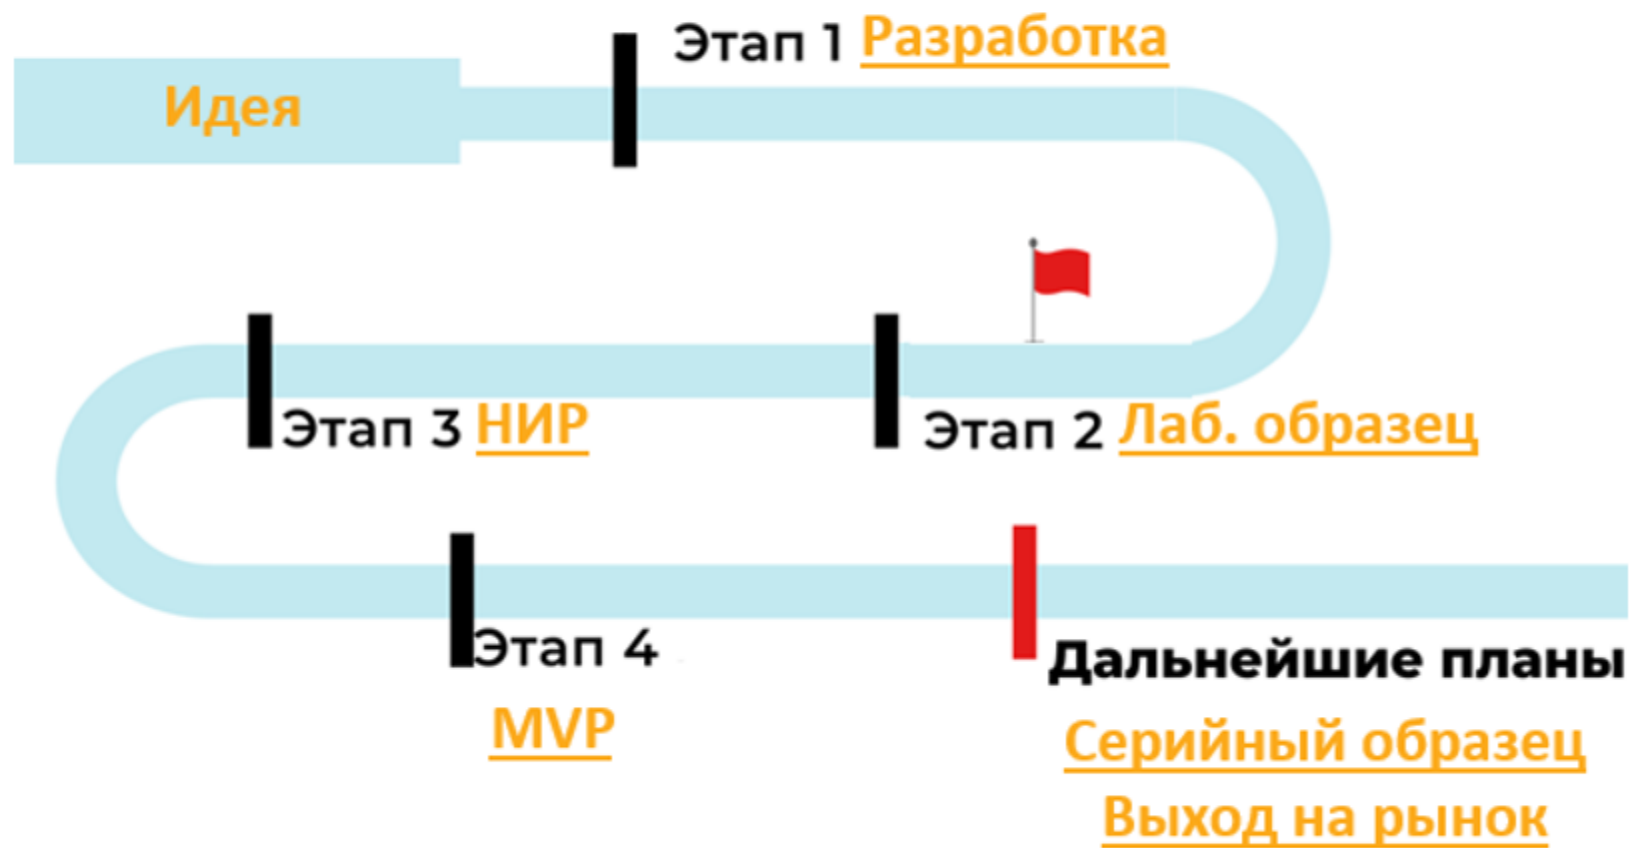 Этап 1 Разработка
Идея
Этап 3 НИР
Этап 2 Лаб. образец
Этап 4
MVP
Дальнейшие планы
Серийный образец
Выход на рынок